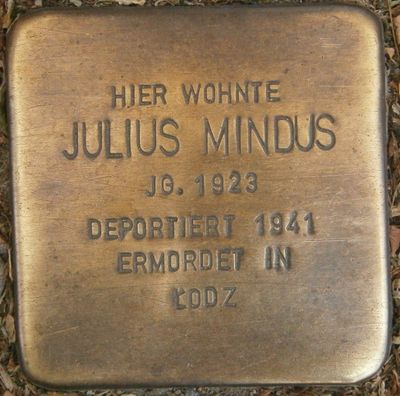 HIER WOHNTE
JULIUS MINDUS
JG. 1923
DEPORTIERT 1941
ERMORDET IN
ŁODZ